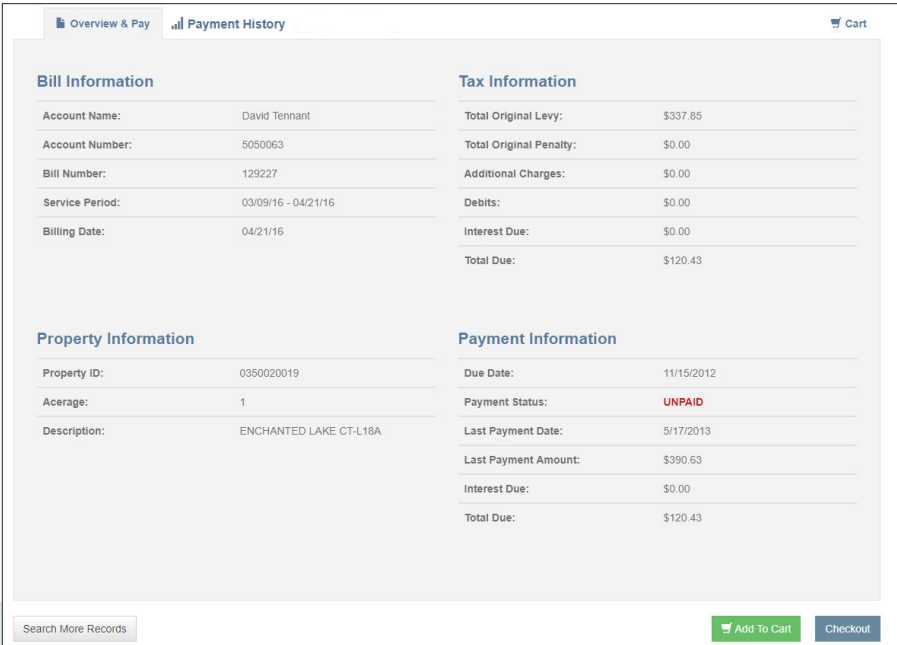 Overview & Pay
Payment History
Cart
Bill Information
Account Name: David Tennant
Account Number: 5050063
Bill Number: 129227
Service Period: 03/09/16 - 04/21/16
Billing Date: 04/21/16
Tax Information
Total Original Levy: $337.85
Total Original Penalty: $0.00
Additional Charges: $0.00
Debits: $0.00
Interest Due: $0.00
Total Due: $120.43
Property Information
Property ID: 0350020019
Acerage: 1
Description: ENCHANTED LAKE CT-L18A
Payment Information
Due Date: 11/15/2012
Payment Status: UNPAID
Last Payment Date: 5/17/2013
Last Payment Amount: $390.63
Interest Due: $0.00
Total Due: $120.43
Search More Records
Add To Cart
Checkout